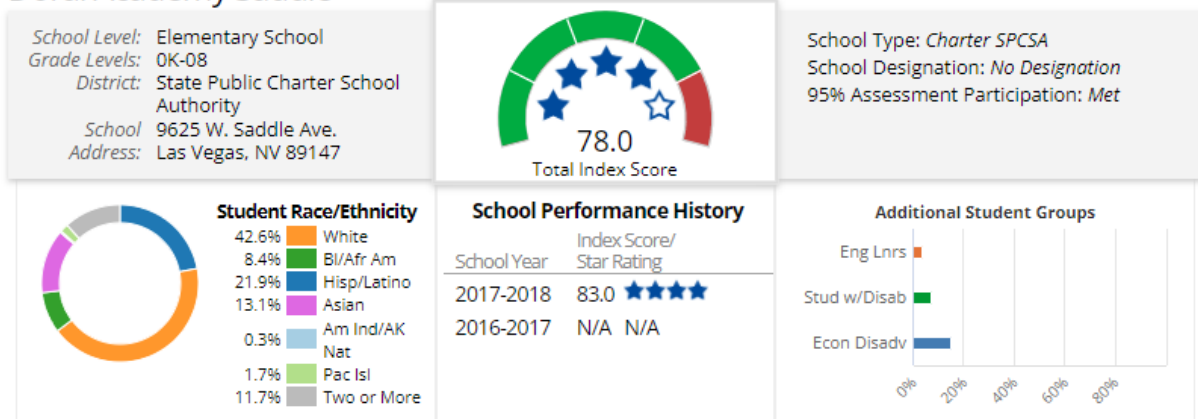 School Level: Elementary School
Grade Levels: 0K-08
District: State Public Charter School
Authority
School 9625 W. Saddle Ave.
Address: Las Vegas, NV 89147
78.0
Total Index Score
School Type: Charter SPCSA
School Designation: No Designation
95% Assessment Participation: Met
Student Race/Ethnicity
42.6% White
8.4% Bl/Afr Am
21.9% Hisp/Latino
13.1% Asian
0.3% Am Ind/AK
Nat
1.7% Pac Isl
11.7% Two or More
School Performance History
Index Score/
School Year Star Rating
2017-2018 83.0
2016-2017 N/A N/A
Additional Student Groups
Eng Lnrs
Stud w/Disab
Econ Disadv
0% 20% 40% 60% 80%